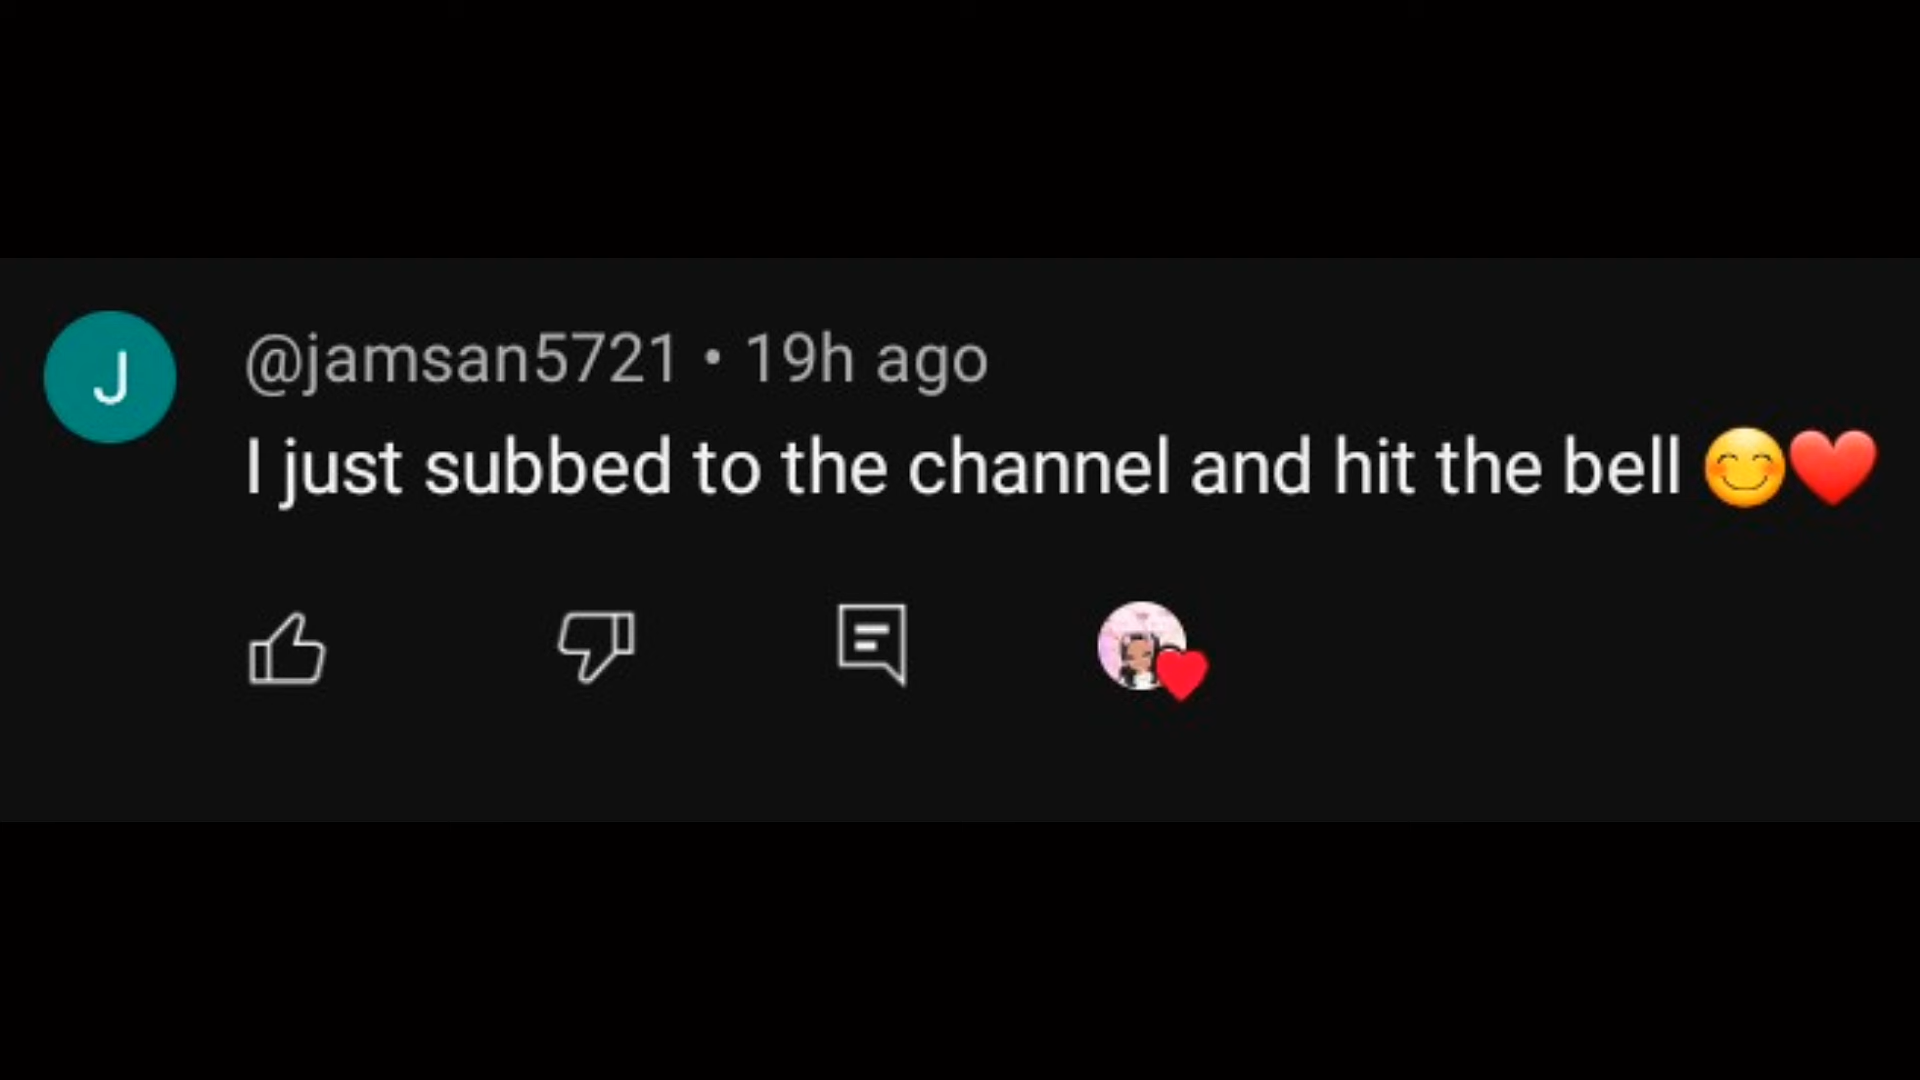 J
@jamsan5721 • 19h ago
I just subbed to the channel and hit the bell 😊❤️